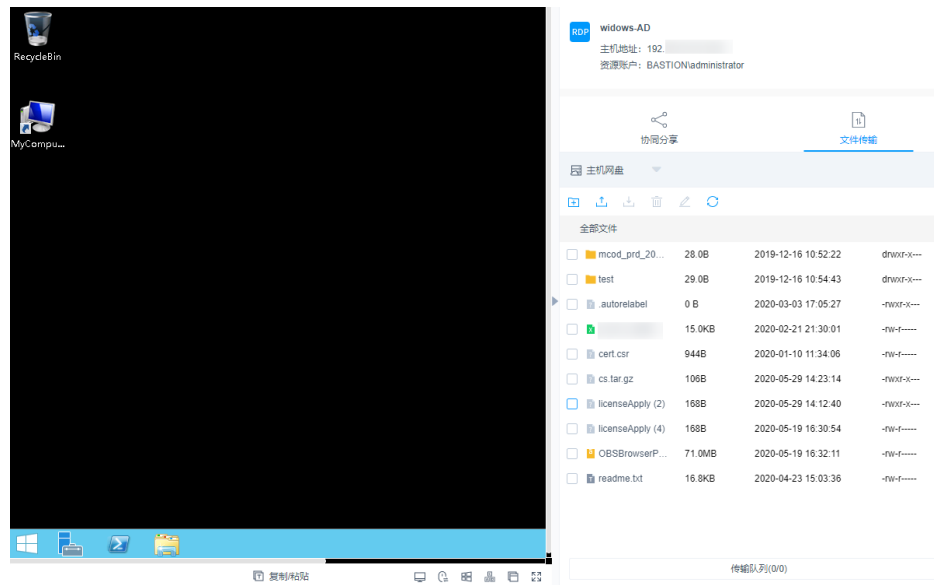 RecycleBin
MyCompu...
RDP
widows-AD
主机地址：192.
资源账户：BASTION\administrator
协同分享
文件传输
主机网盘
全部文件
mcod_prd_20... 28.0B 2019-12-16 10:52:22 drwxr-x---
test 29.0B 2019-12-16 10:54:43 drwxr-x---
.autorelabel 0 B 2020-03-03 17:05:27 -rwxr-x---
15.0KB 2020-02-21 21:30:01 -rw-r-----
cert.csr 944B 2020-01-10 11:34:06 -rw-r-----
cs.tar.gz 106B 2020-05-29 14:23:14 -rwxr-x---
licenseApply (2) 168B 2020-05-29 14:12:40 -rwxr-x---
licenseApply (4) 168B 2020-05-19 16:30:54 -rw-r-----
OBSBrowserP... 71.0MB 2020-05-19 16:32:11 -rw-r-----
readme.txt 16.8KB 2020-04-23 15:03:36 -rw-r-----
复制/粘贴
传输队列(0/0)